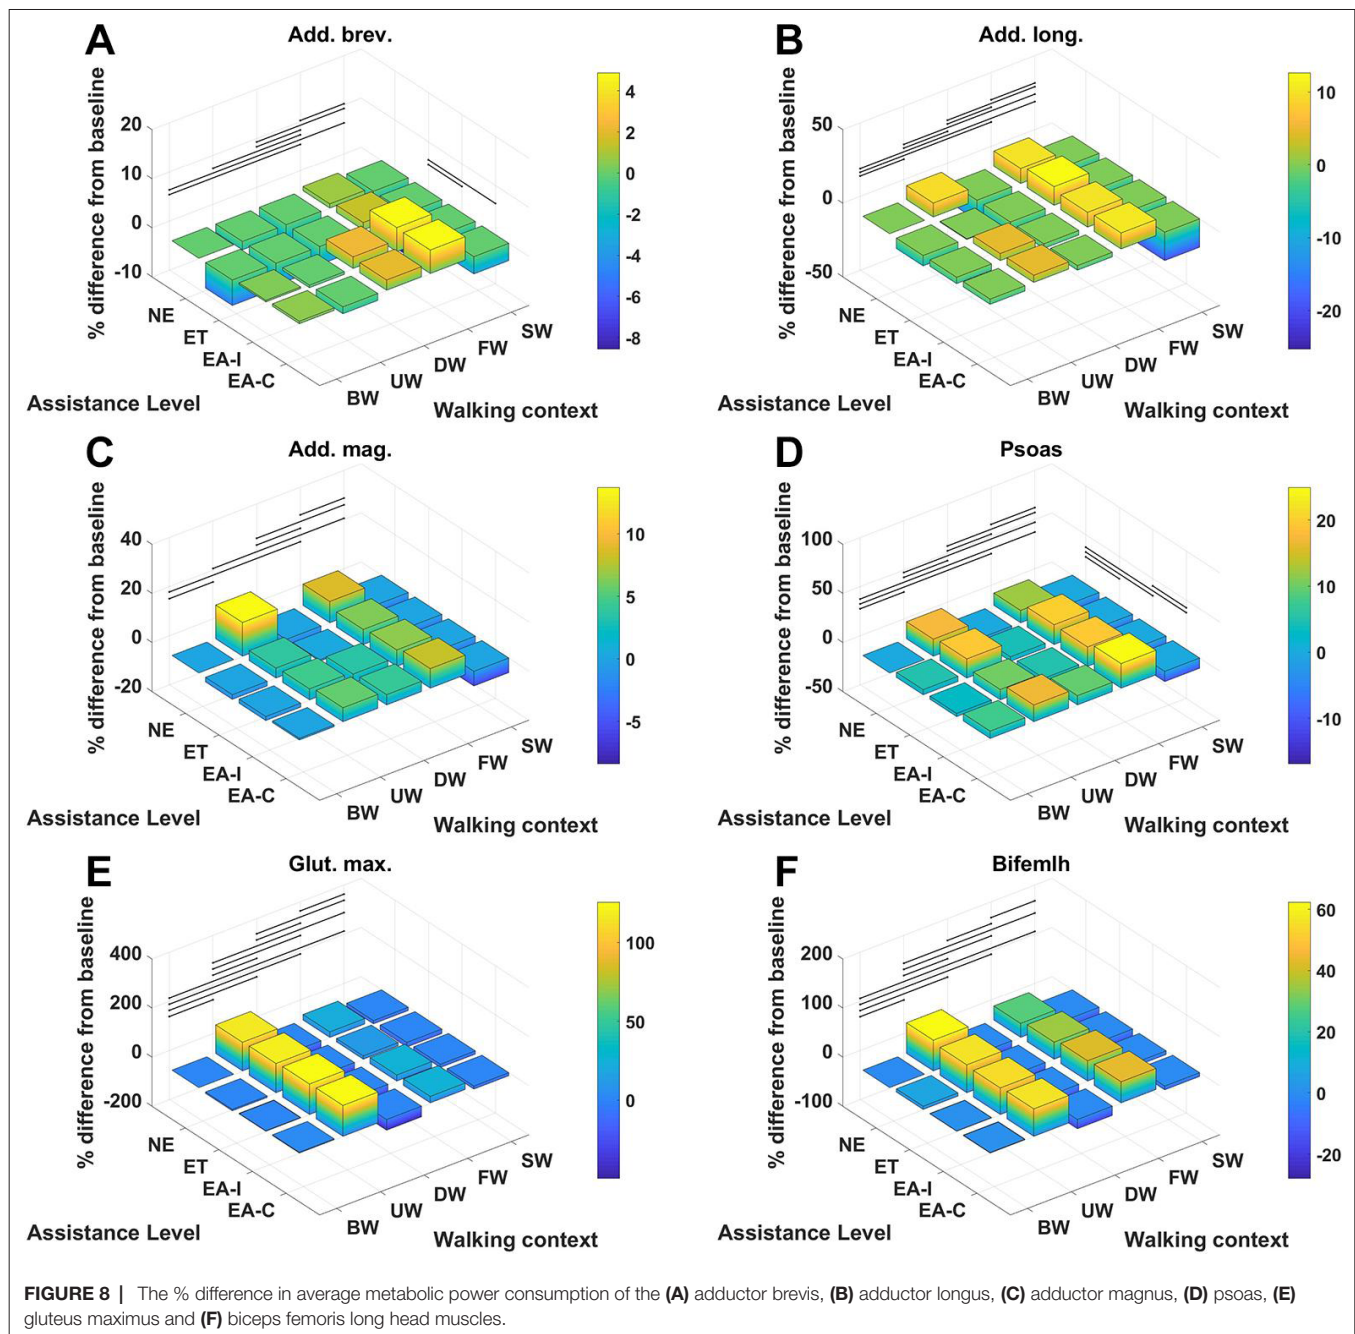 A
Add. brev.
% difference from baseline
20
10
0
-10
NE
ET
EA-I
EA-C
Assistance Level
BW
UW
DW
FW
SW
Walking context
4
2
0
-2
-4
-6
-8
B
Add. long.
% difference from baseline
50
0
-50
NE
ET
EA-I
EA-C
Assistance Level
BW
UW
DW
FW
SW
Walking context
10
0
-10
-20
C
Add. mag.
% difference from baseline
40
20
0
-20
NE
ET
EA-I
EA-C
Assistance Level
BW
UW
DW
FW
SW
Walking context
10
5
0
-5
D
Psoas
% difference from baseline
100
50
0
-50
NE
ET
EA-I
EA-C
Assistance Level
BW
UW
DW
FW
SW
Walking context
20
10
0
-10
E
Glut. max.
% difference from baseline
400
200
0
-200
NE
ET
EA-I
EA-C
Assistance Level
BW
UW
DW
FW
SW
Walking context
100
50
0
F
Bifemlh
% difference from baseline
200
100
0
-100
NE
ET
EA-I
EA-C
Assistance Level
BW
UW
DW
FW
SW
Walking context
60
40
20
0
-20
FIGURE 8 | The % difference in average metabolic power consumption of the (A) adductor brevis, (B) adductor longus, (C) adductor magnus, (D) psoas, (E)
gluteus maximus and (F) biceps femoris long head muscles.